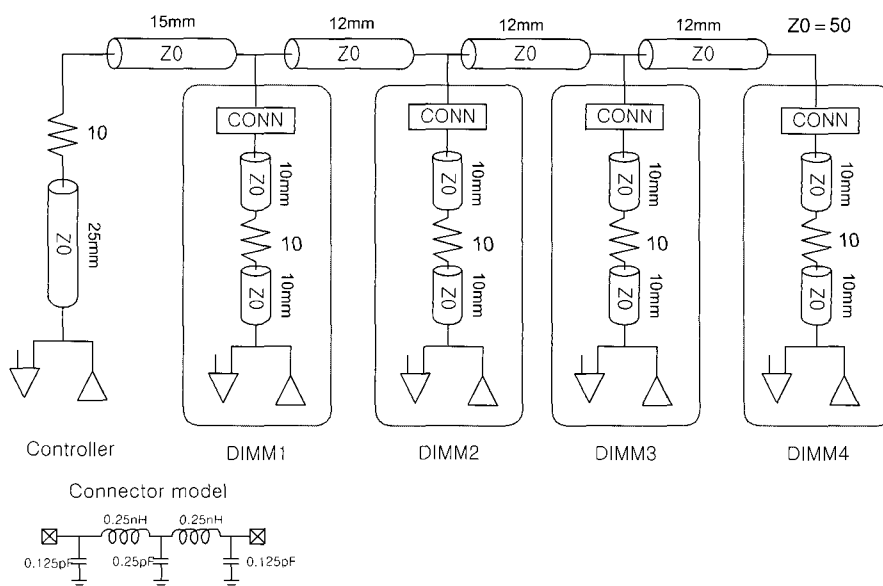 15mm 12mm 12mm 12mm Z0 = 50
Z0 Z0 Z0 Z0
CONN CONN CONN CONN
10
10mm 10mm 10mm 10mm
Z0 Z0 Z0 Z0
25mm
Z0
10 10 10 10
10mm 10mm 10mm 10mm
Z0 Z0 Z0 Z0
Controller DIMM1 DIMM2 DIMM3 DIMM4
Connector model
0.25nH 0.25nH
0.125pF 0.25pF 0.125pF